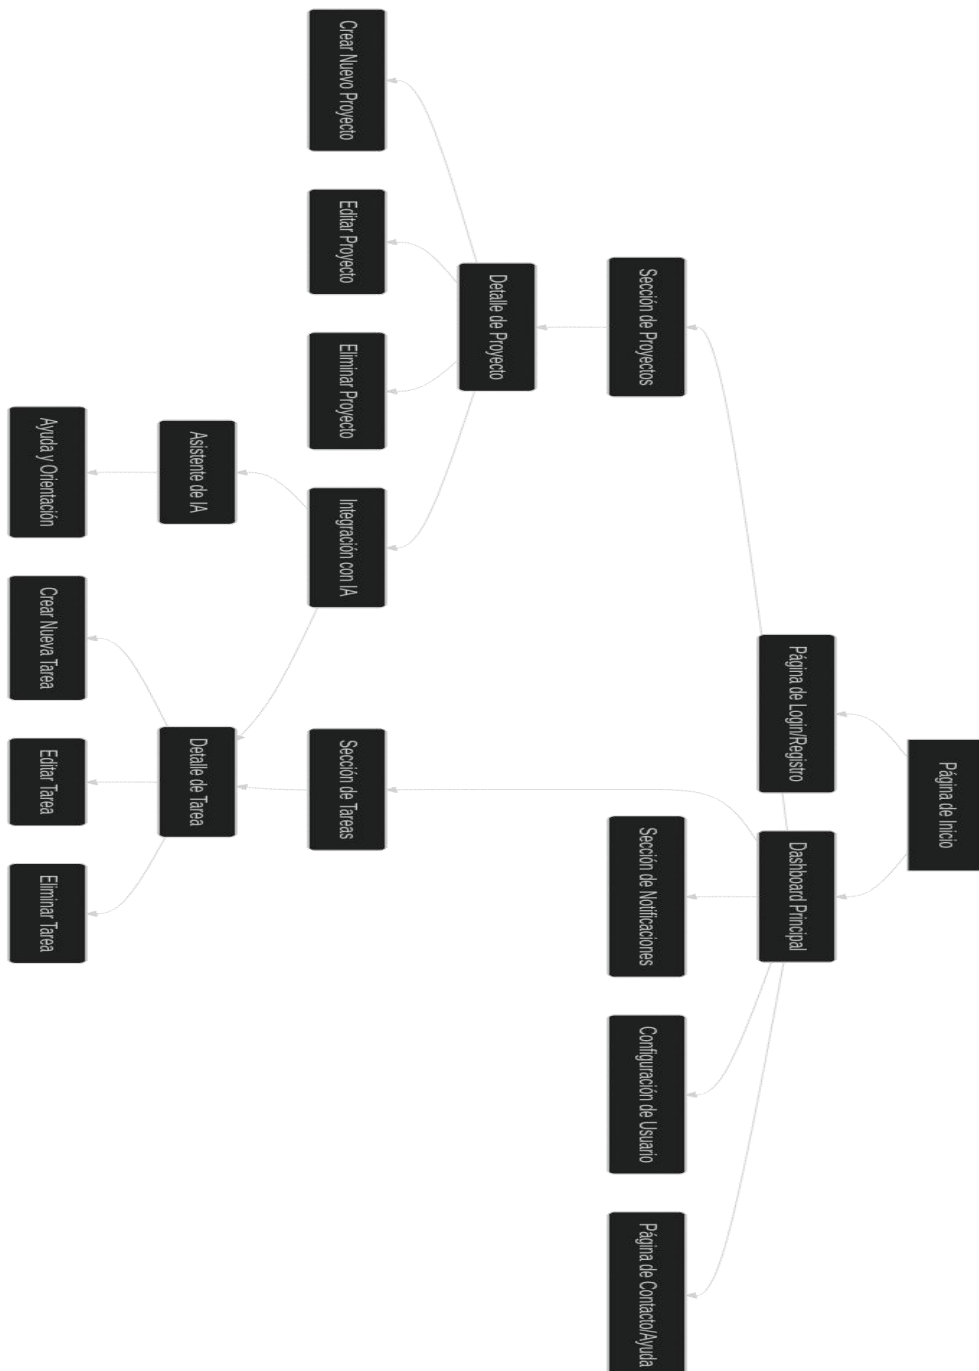 Página de Inicio
Página de Login/Registro
Dashboard Principal
Sección de Proyectos
Sección de Notificaciones
Configuración de Usuario
Página de Contacto/Ayuda
Detalle de Proyecto
Crear Nuevo Proyecto
Editar Proyecto
Eliminar Proyecto
Integración con IA
Sección de Tareas
Asistente de IA
Detalle de Tarea
Ayuda y Orientación
Crear Nueva Tarea
Editar Tarea
Eliminar Tarea